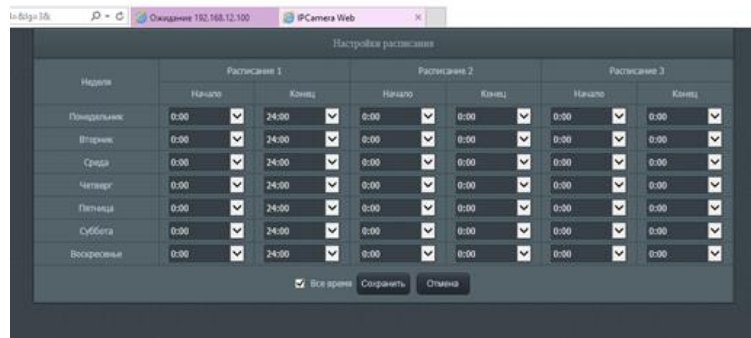 Ожидание 192.168.12.100 IPCamera Web
Настройки расписания
Неделя Расписание 1 Расписание 2 Расписание 3
Начало Конец Начало Конец Начало Конец
Понедельник 0:00 24:00 0:00 0:00 0:00 0:00
Вторник 0:00 24:00 0:00 0:00 0:00 0:00
Среда 0:00 24:00 0:00 0:00 0:00 0:00
Четверг 0:00 24:00 0:00 0:00 0:00 0:00
Пятница 0:00 24:00 0:00 0:00 0:00 0:00
Суббота 0:00 24:00 0:00 0:00 0:00 0:00
Воскресенье 0:00 24:00 0:00 0:00 0:00 0:00
Все время Сохранить Отмена